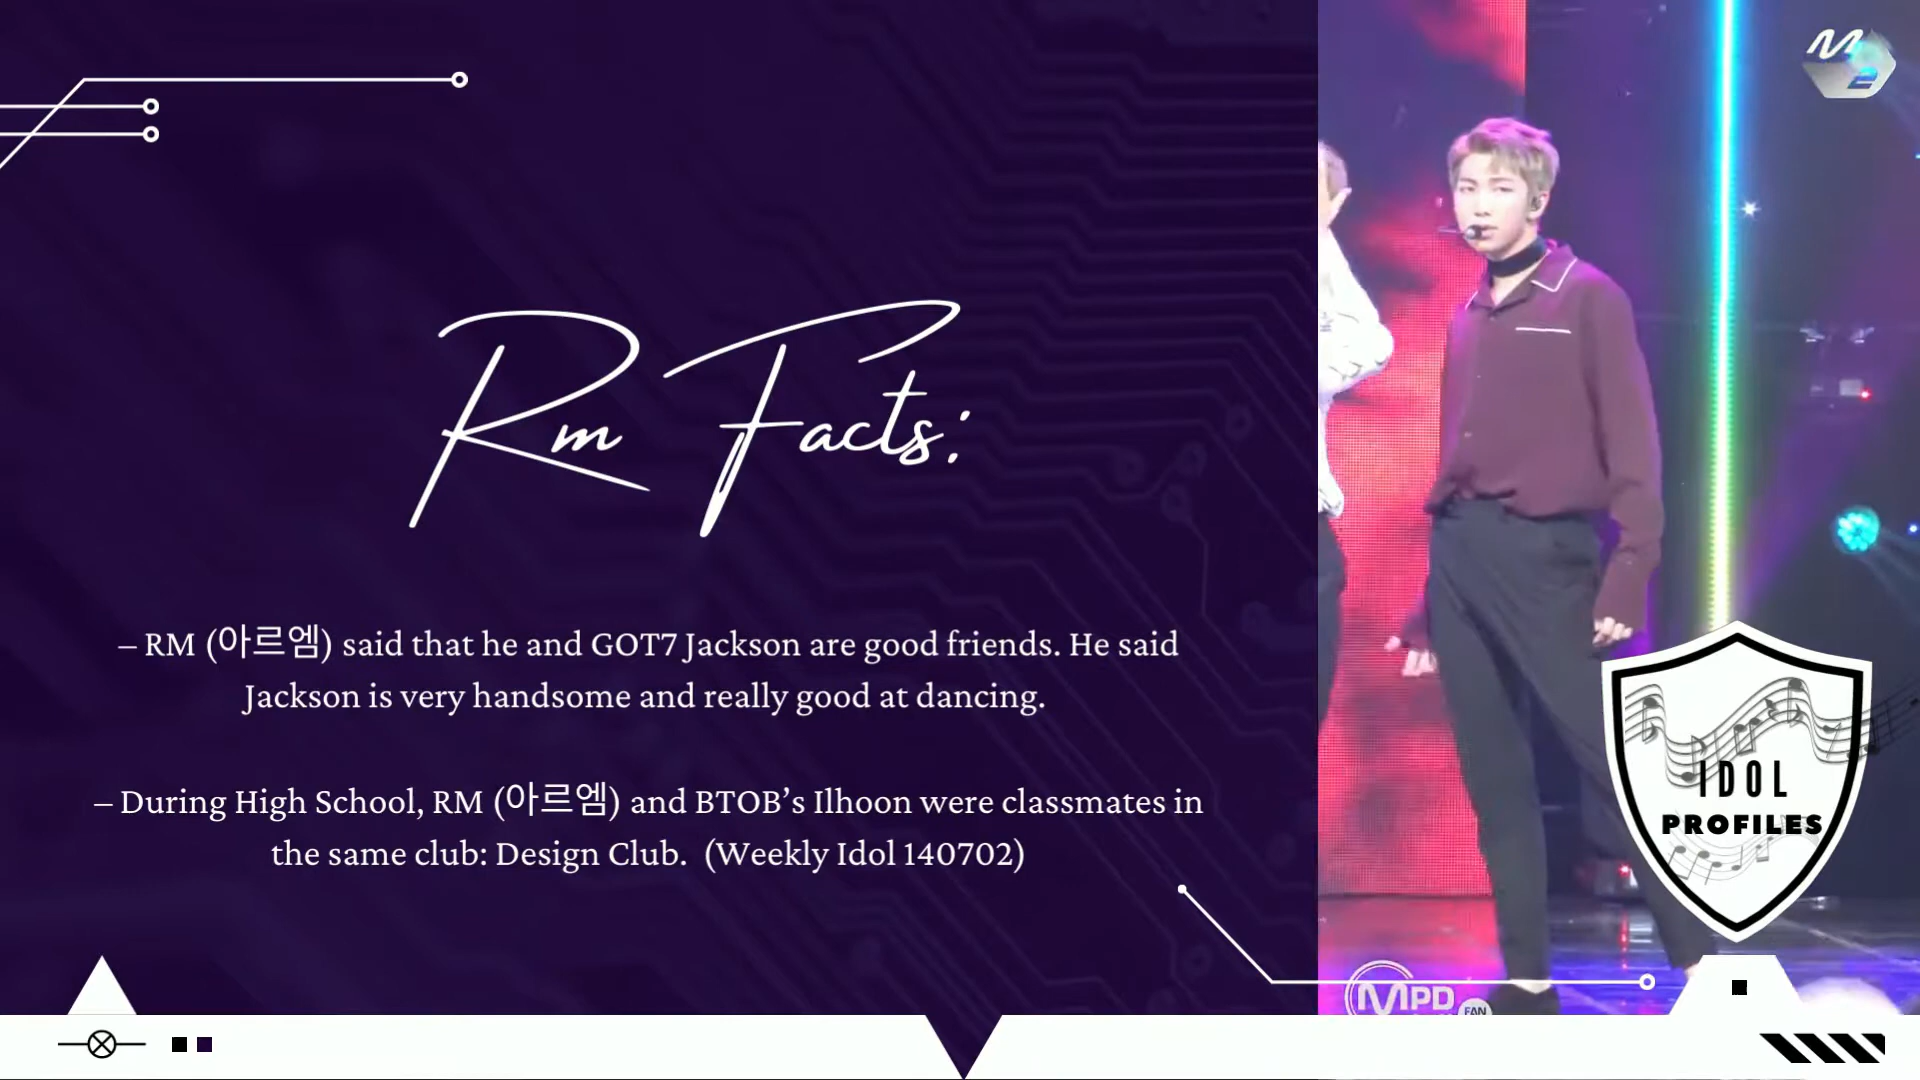 Rm Facts:
– RM (아르엠) said that he and GOT7 Jackson are good friends. He said
Jackson is very handsome and really good at dancing.
– During High School, RM (아르엠) and BTOB’s Ilhoon were classmates in
the same club: Design Club. (Weekly Idol 140702)
M2
IDOL
PROFILES
MPD
FAN